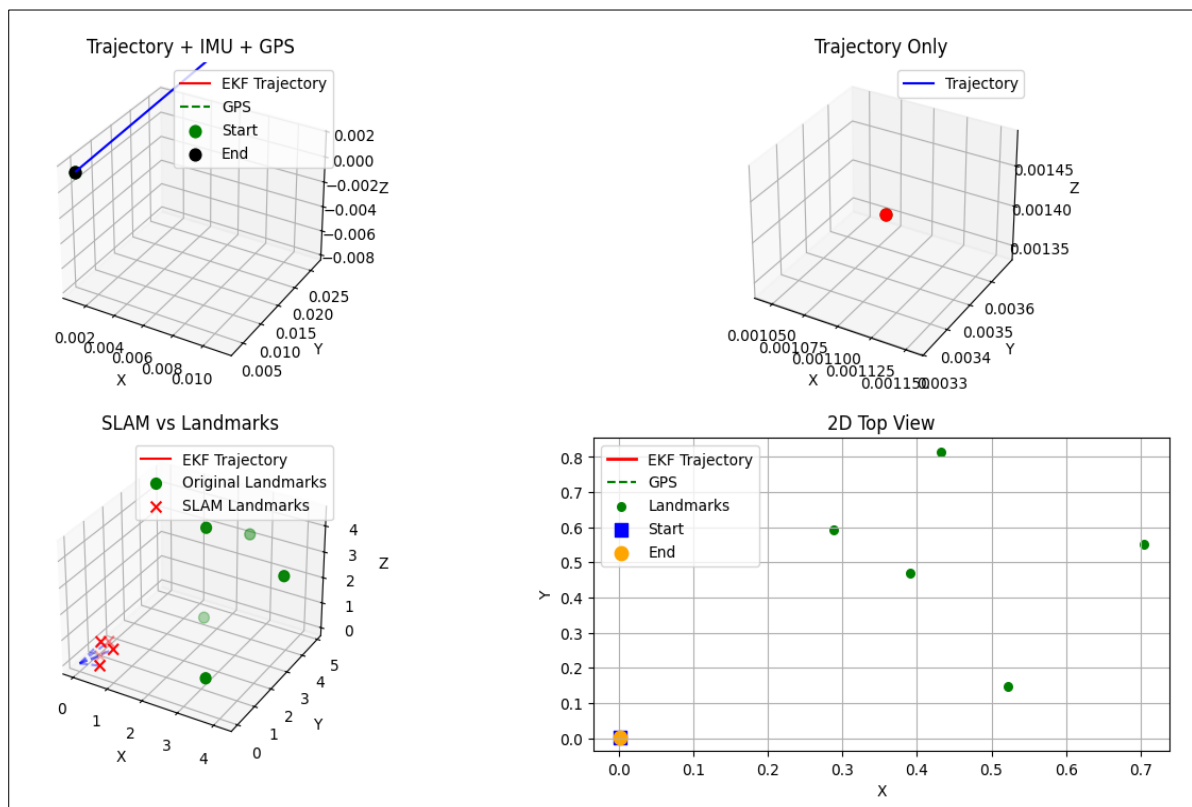 Trajectory + IMU + GPS
EKF Trajectory
GPS
Start
End
0.002
0.000
−0.002
−0.004
−0.006
−0.008
Z
0.025
0.020
0.015
0.010
0.005
Y
0.002
0.004
0.006
0.008
0.010
X
Trajectory Only
Trajectory
0.00145
0.00140
0.00135
Z
0.0036
0.0035
0.0034
0.0033
Y
0.001050
0.001075
0.001100
0.001125
0.001150
X
SLAM vs Landmarks
EKF Trajectory
Original Landmarks
SLAM Landmarks
4
3
2
1
0
Z
5
4
3
2
1
0
Y
0
1
2
3
4
X
2D Top View
EKF Trajectory
GPS
Landmarks
Start
End
0.8
0.7
0.6
0.5
0.4
0.3
0.2
0.1
0.0
Y
0.0
0.1
0.2
0.3
0.4
0.5
0.6
0.7
X